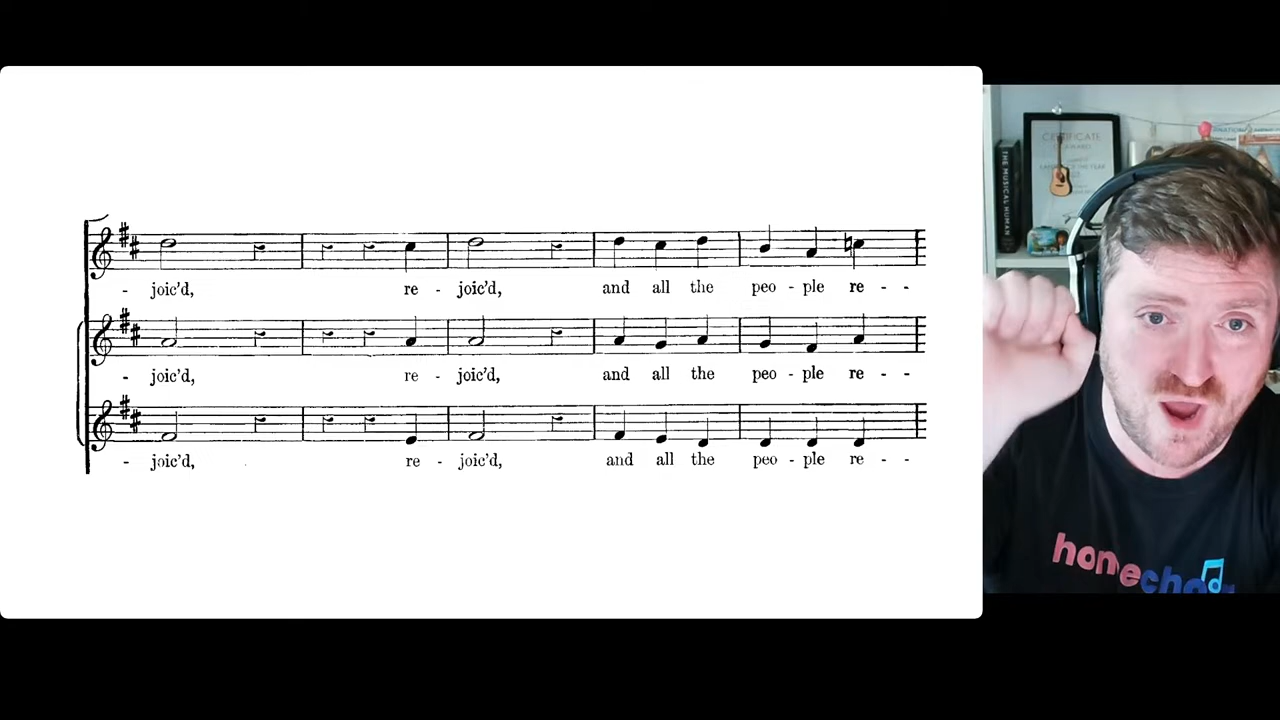 - joic'd, re - joic'd, and all the peo - ple re - -
- joic'd, re - joic'd, and all the peo - ple re - -
- joic'd, re - joic'd, and all the peo - ple re - -
CERTIFICATE
THE MUSICAL HUMAN
homechoir